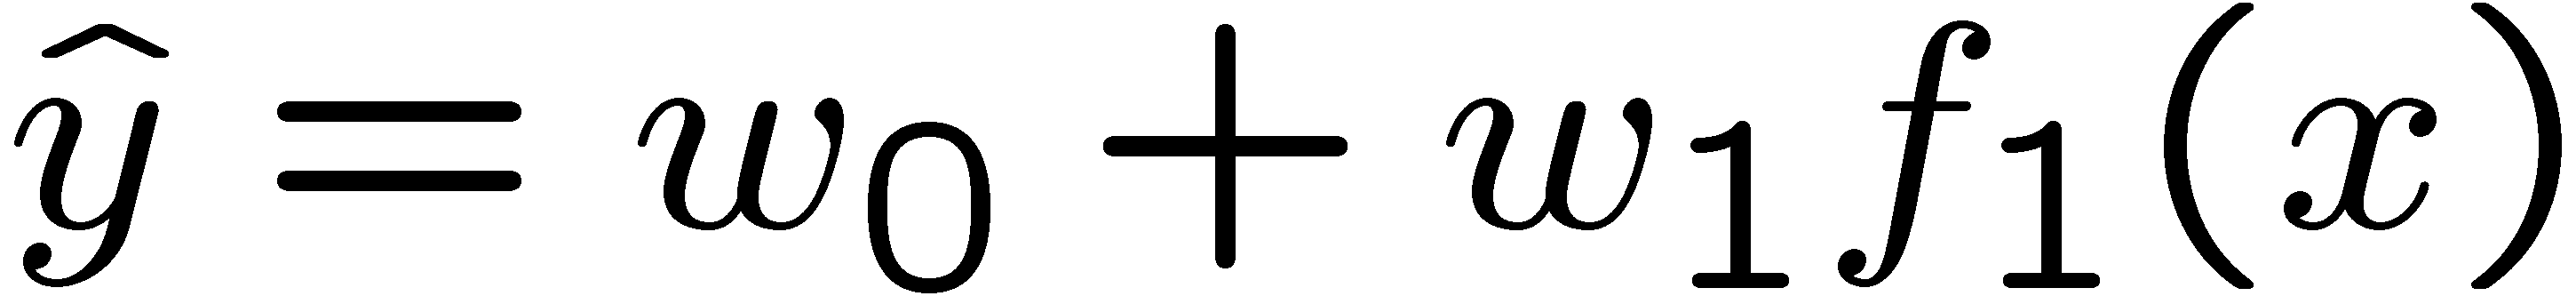 ŷ = w₀ + w₁f₁(x)